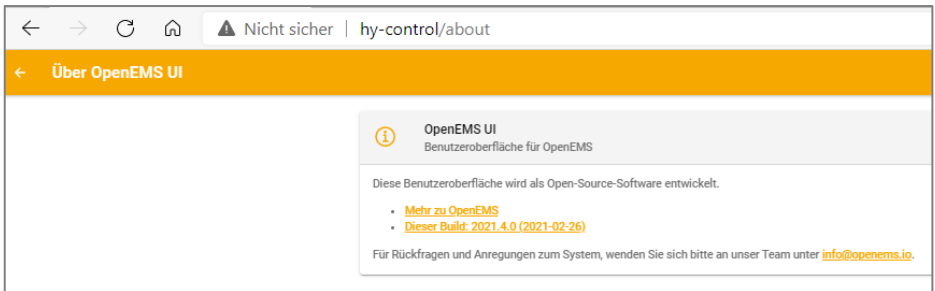 Nicht sicher | hy-control/about
Über OpenEMS UI
OpenEMS UI
Benutzeroberfläche für OpenEMS
Diese Benutzeroberfläche wird als Open-Source-Software entwickelt.
• Mehr zu OpenEMS
• Dieser Build: 2021.4.0 (2021-02-26)
Für Rückfragen und Anregungen zum System, wenden Sie sich bitte an unser Team unter info@openems.io.